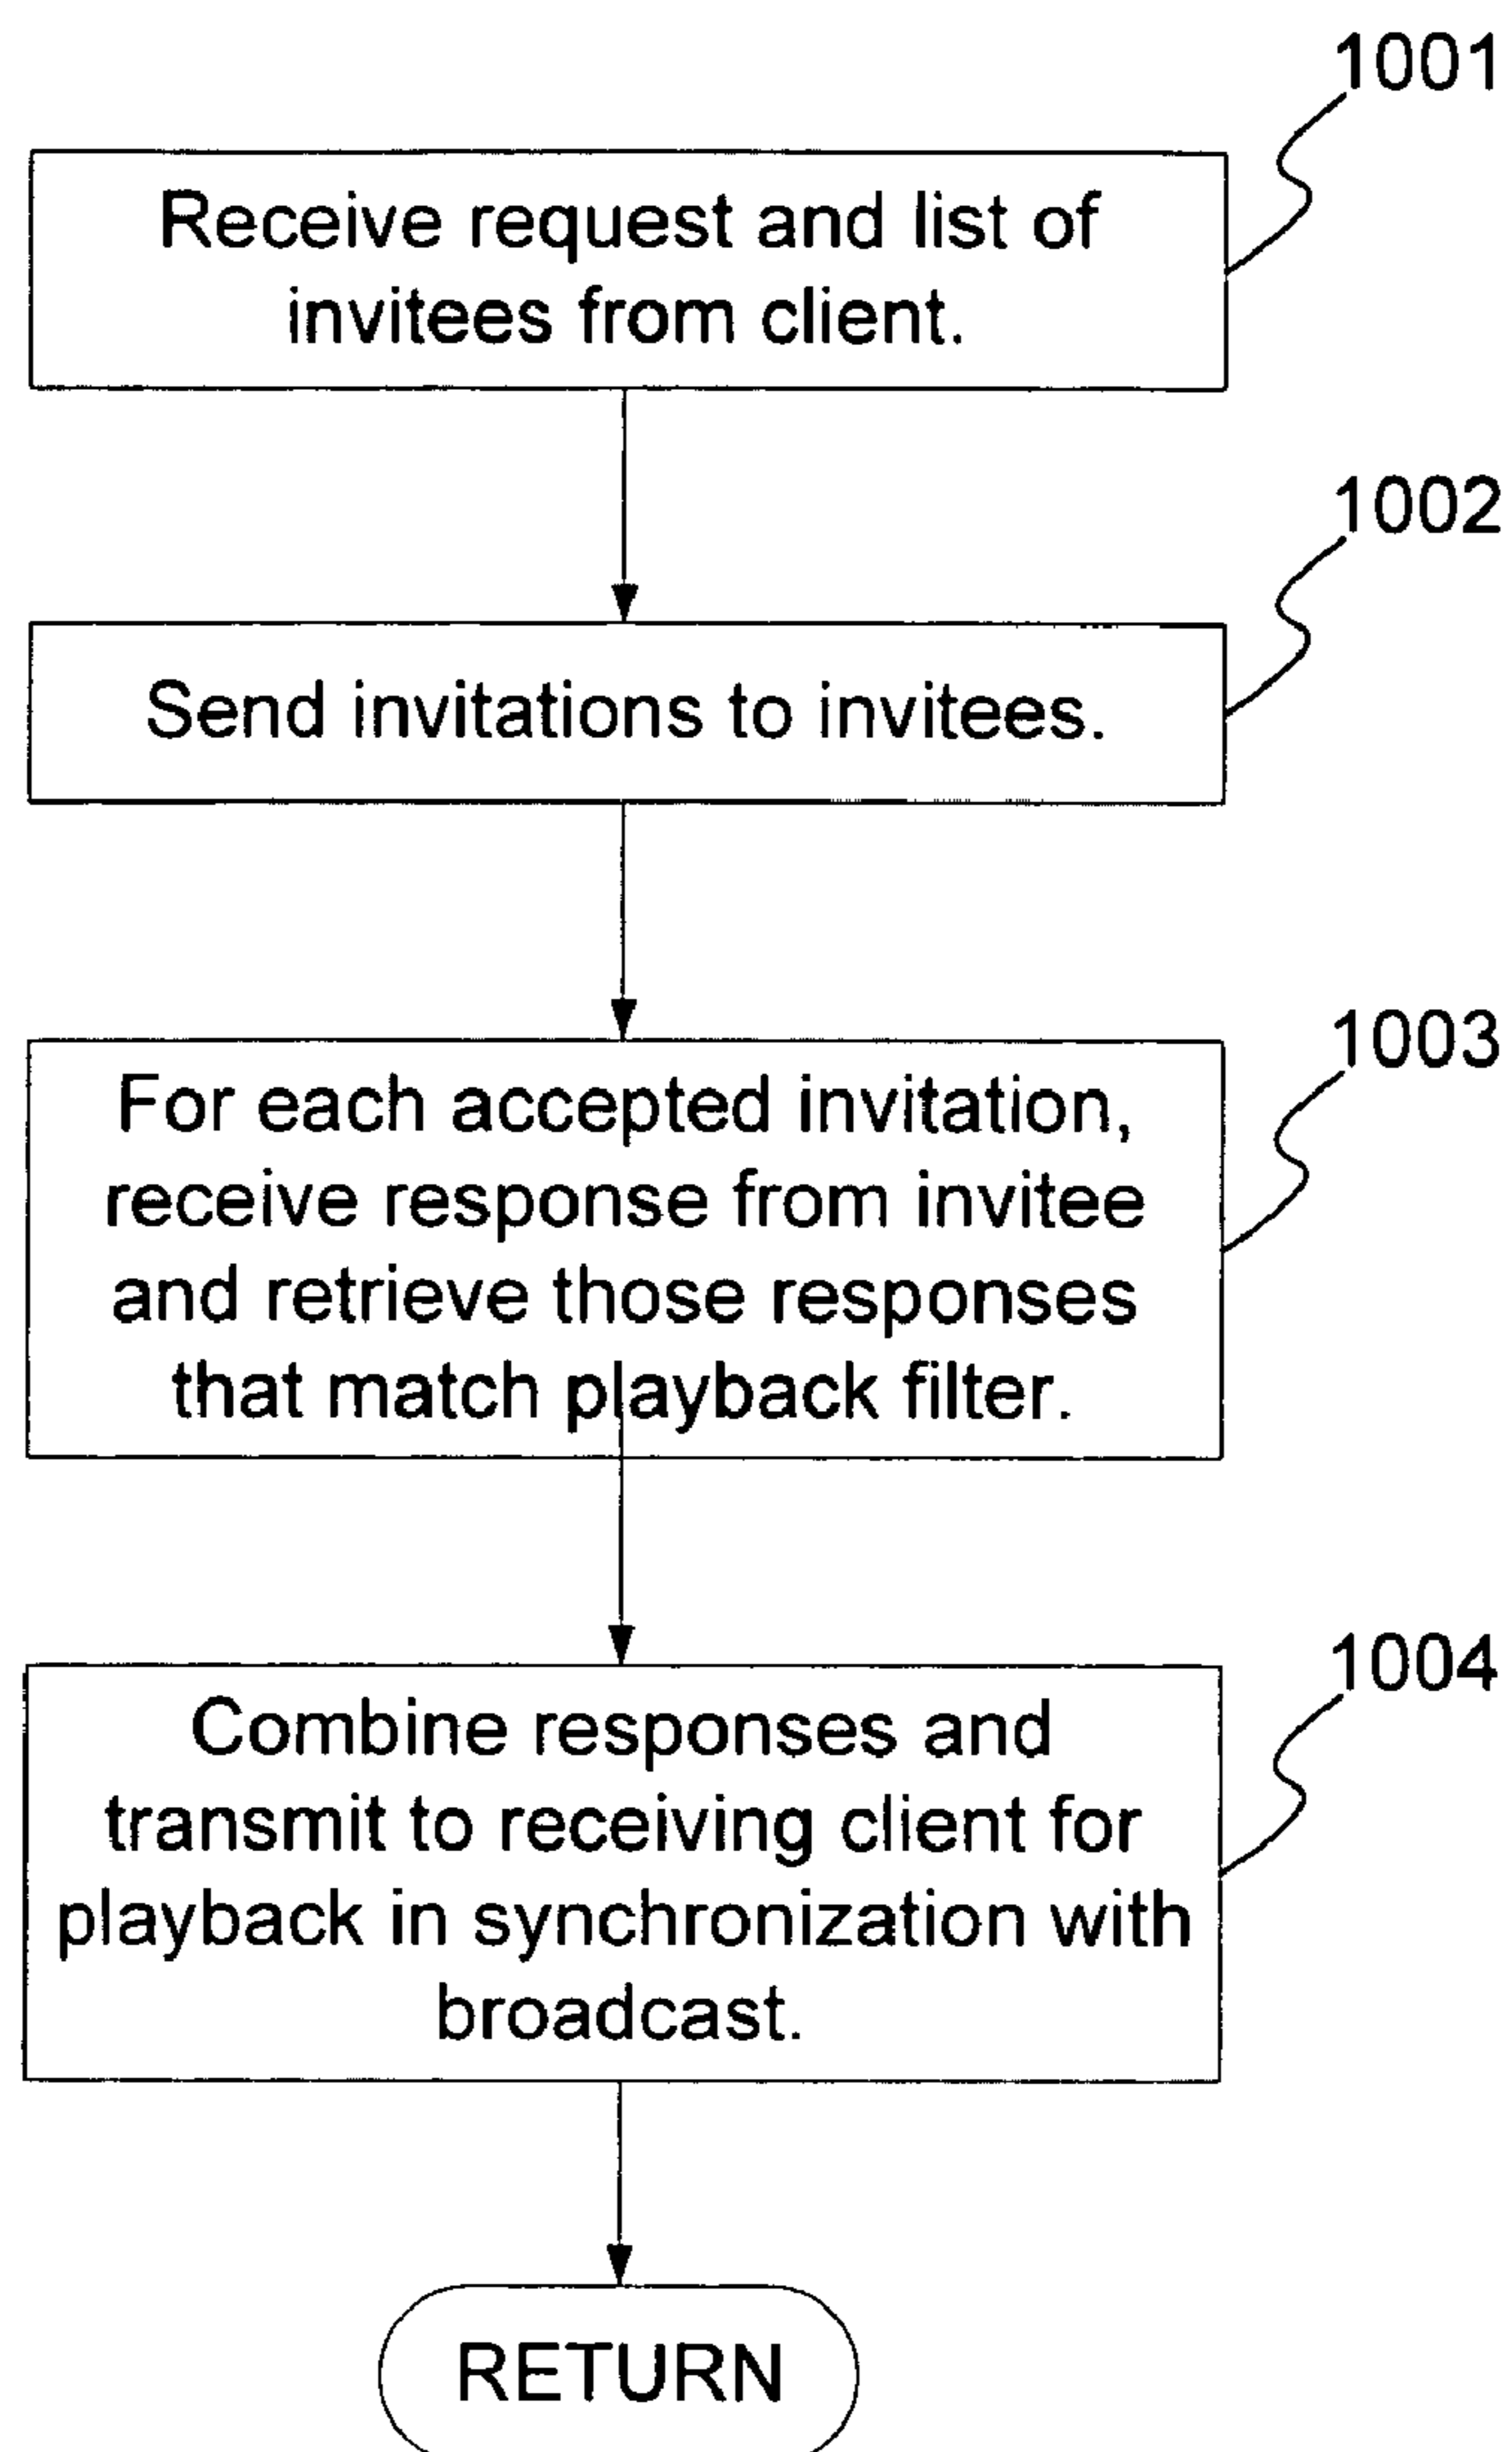 1001
Receive request and list of
invitees from client.
1002
Send invitations to invitees.
1003
For each accepted invitation,
receive response from invitee
and retrieve those responses
that match playback filter.
1004
Combine responses and
transmit to receiving client for
playback in synchronization with
broadcast.
RETURN